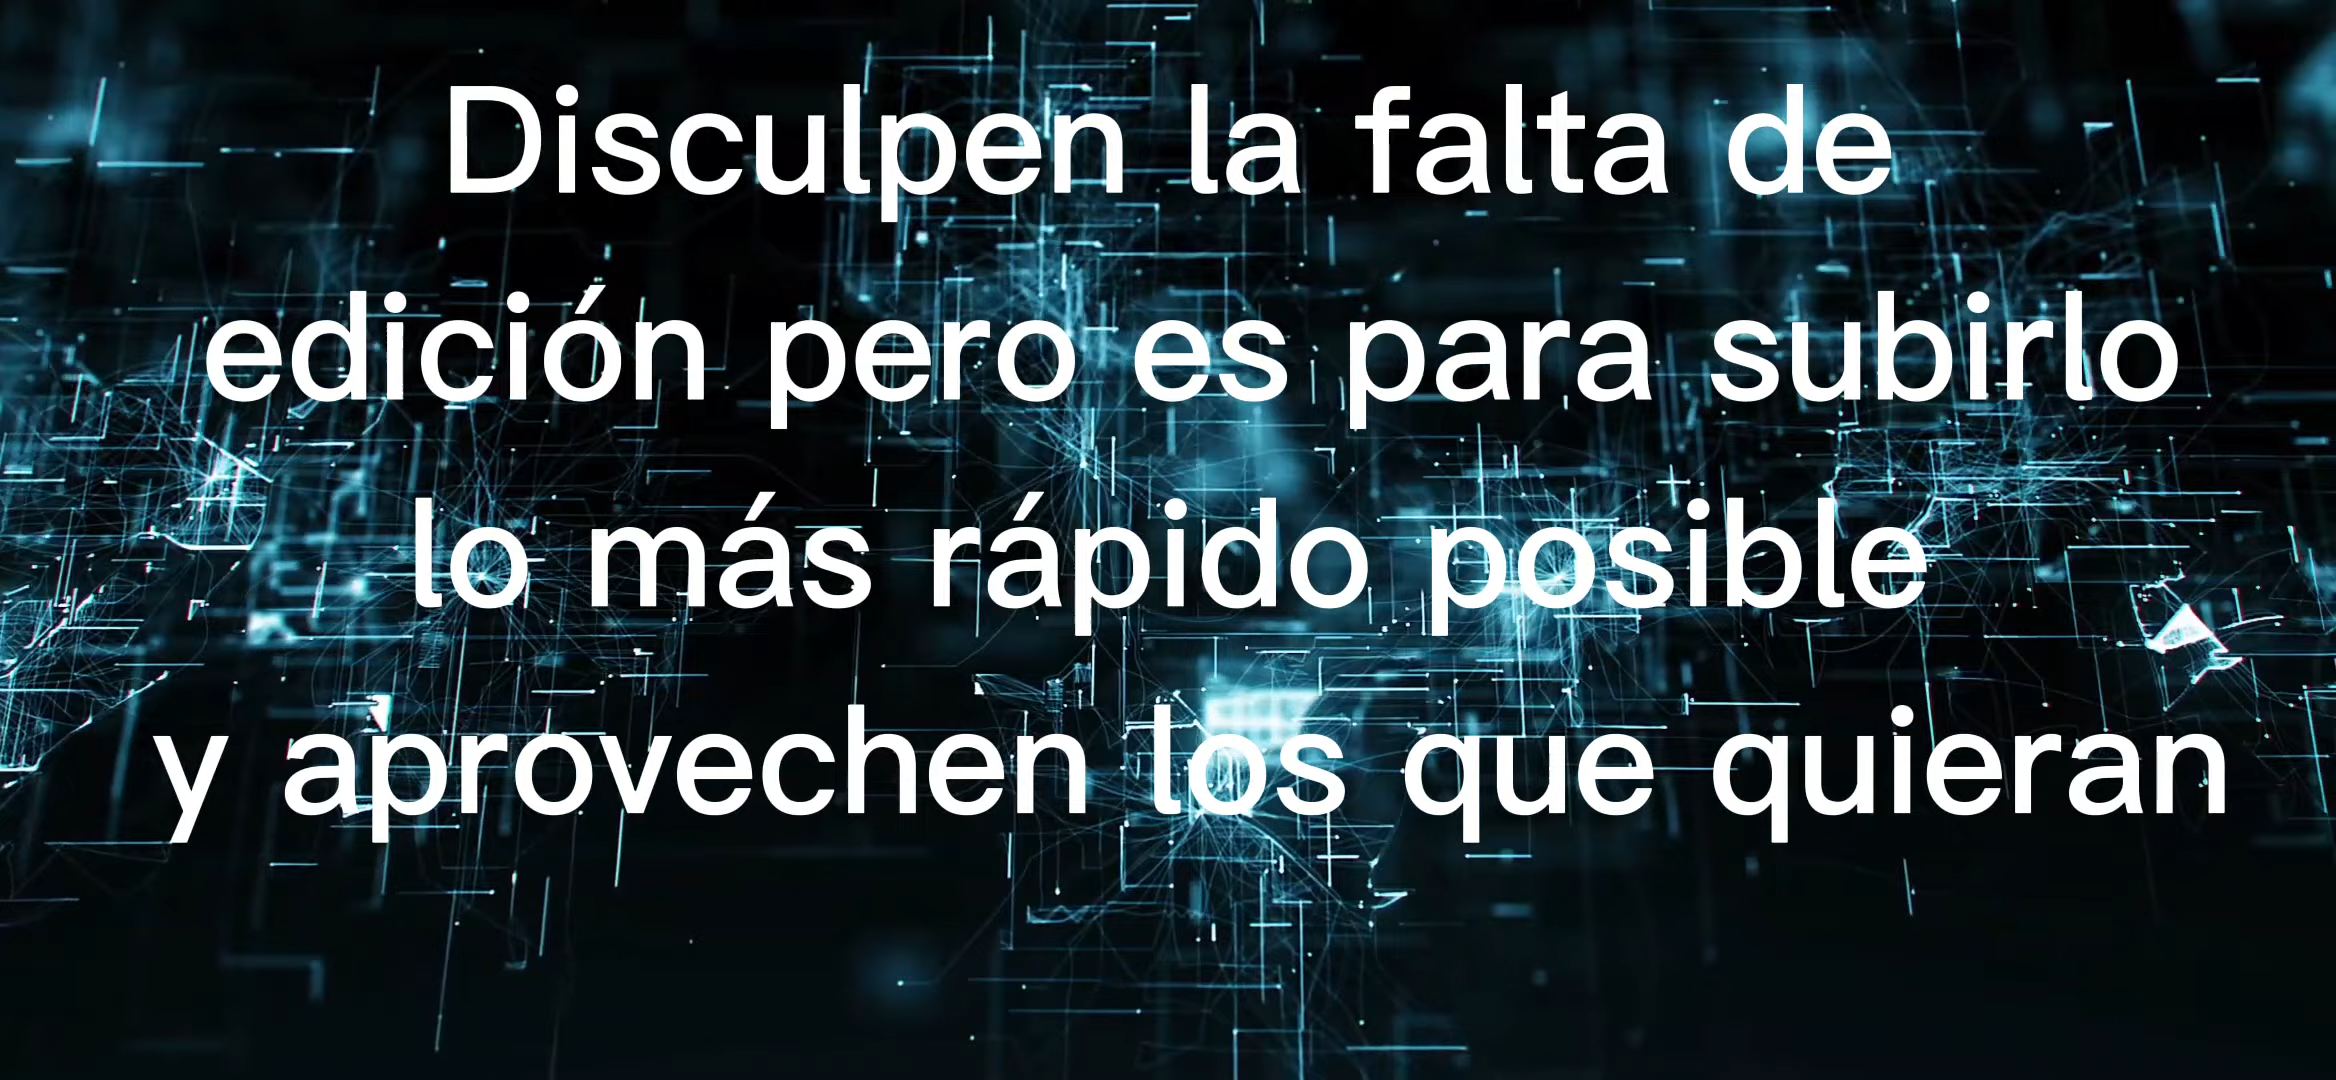 Disculpen la falta de
edición pero es para subirlo
lo más rápido posible
y aprovechen los que quieran